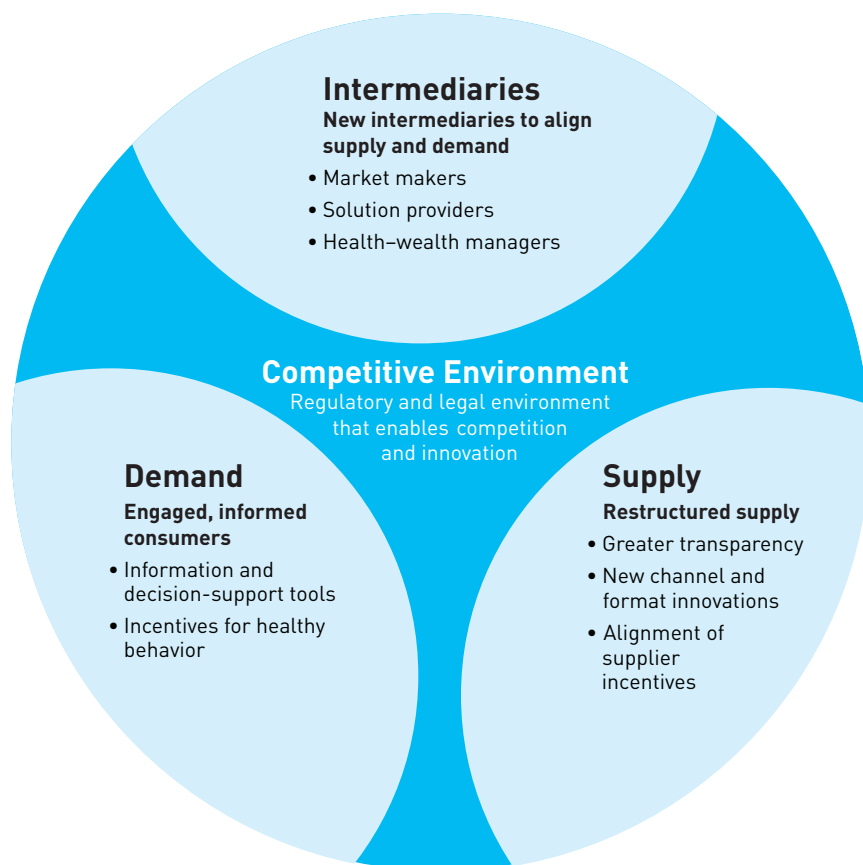 Intermediaries
New intermediaries to align
supply and demand
• Market makers
• Solution providers
• Health–wealth managers
Competitive Environment
Regulatory and legal environment
that enables competition
and innovation
Demand
Engaged, informed
consumers
• Information and
decision-support tools
• Incentives for healthy
behavior
Supply
Restructured supply
• Greater transparency
• New channel and
format innovations
• Alignment of
supplier
incentives